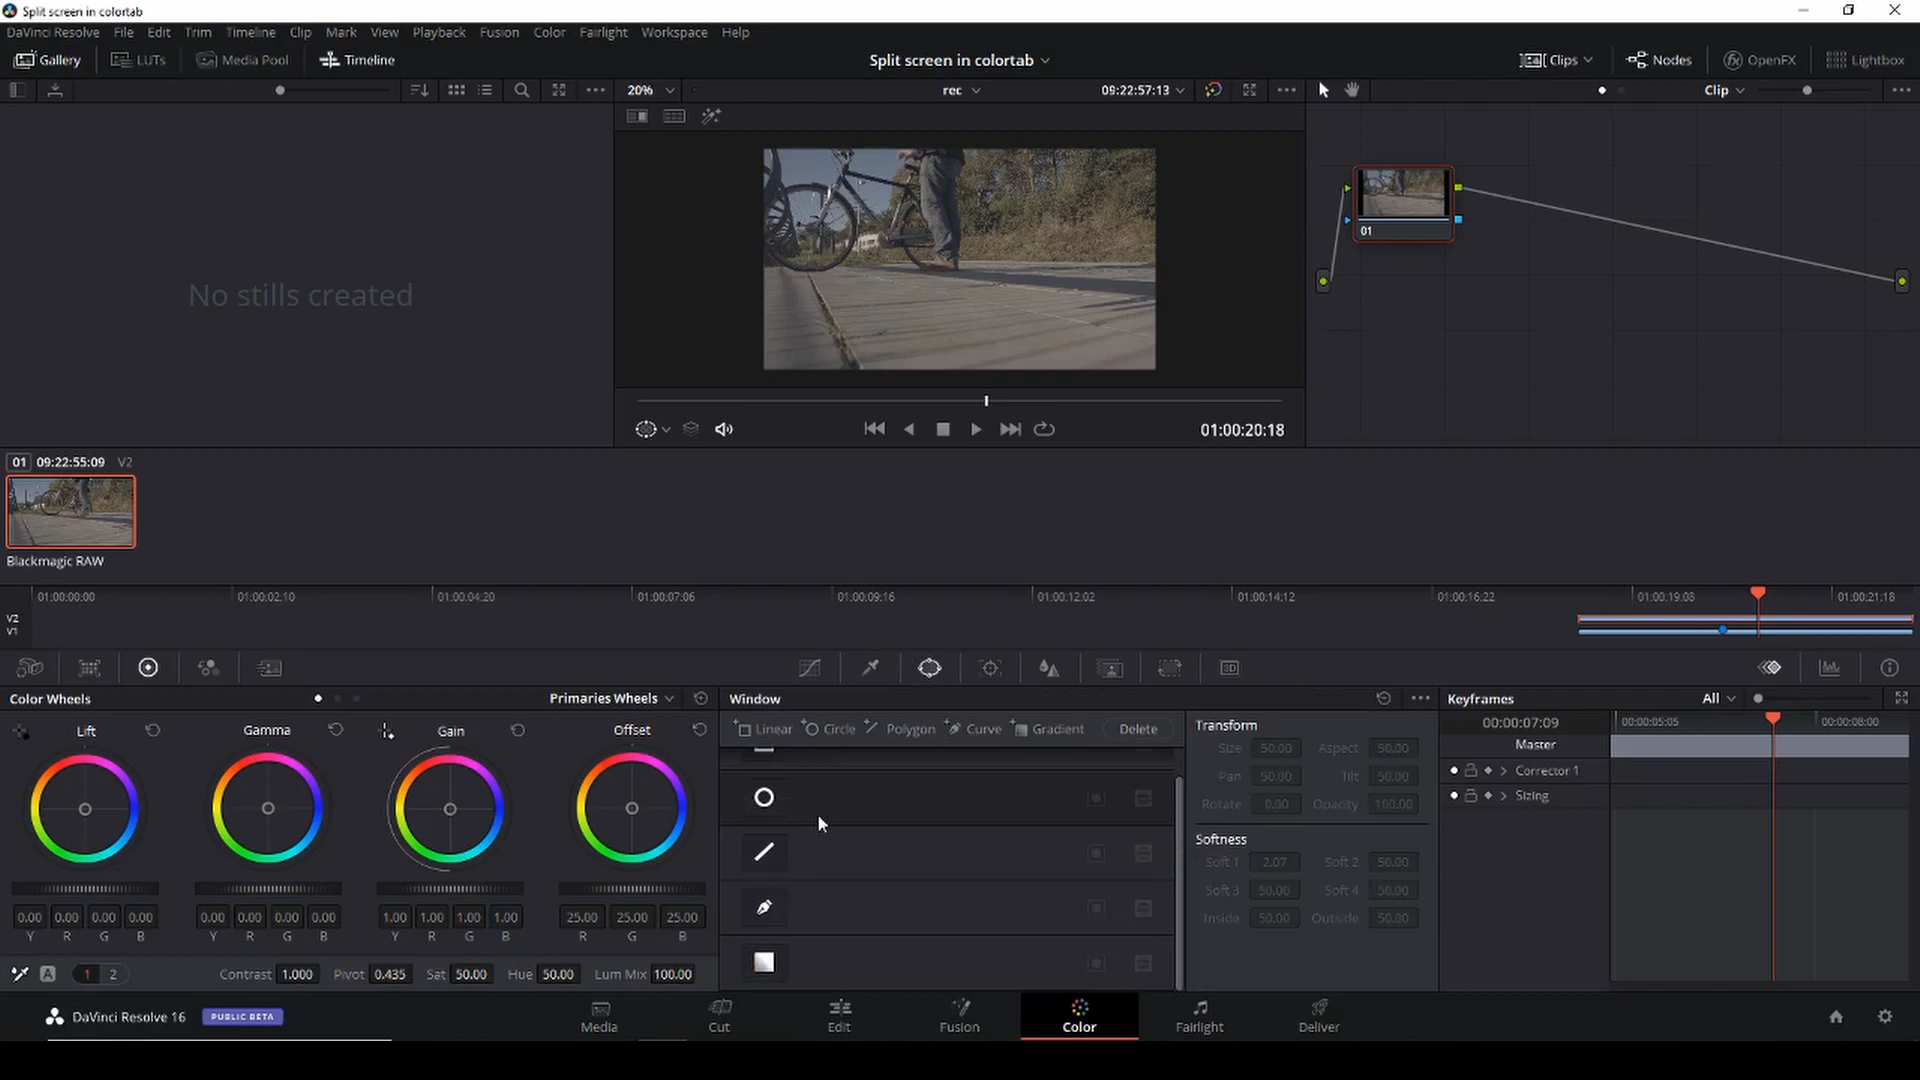 Split screen in colortab
DaVinci Resolve File Edit Trim Timeline Clip Mark View Playback Fusion Color Fairlight Workspace Help
Gallery LUTs Media Pool Timeline Split screen in colortab Clips Nodes OpenFX Lightbox
20% rec 09:22:57:13 Clip
No stills created
01
01:00:20:18
01 09:22:55:09 V2
Blackmagic RAW
01:00:00:00 01:00:02:10 01:00:04:20 01:00:07:06 01:00:09:16 01:00:12:02 01:00:14:12 01:00:16:22 01:00:19:08 01:00:21:18
V2
V1
3D
Color Wheels Primaries Wheels Window Keyframes All
Lift Gamma Gain Offset
Linear Circle Polygon Curve Gradient Delete
Transform
Size 50.00 Aspect 50.00
Pan 50.00 Tilt 50.00
Rotate 0.00 Opacity 100.00
Softness
Soft 1 2.07 Soft 2 50.00
Soft 3 50.00 Soft 4 50.00
Inside 50.00 Outside 50.00
00:00:07:09 00:00:05:05 00:00:08:00
Master
Corrector 1
Sizing
0.00 0.00 0.00 0.00 0.00 0.00 0.00 0.00 1.00 1.00 1.00 1.00 25.00 25.00 25.00
Y R G B Y R G B Y R G B R G B
A 1 2 Contrast 1.000 Pivot 0.435 Sat 50.00 Hue 50.00 Lum Mix 100.00
DaVinci Resolve 16 PUBLIC BETA Media Cut Edit Fusion Color Fairlight Deliver